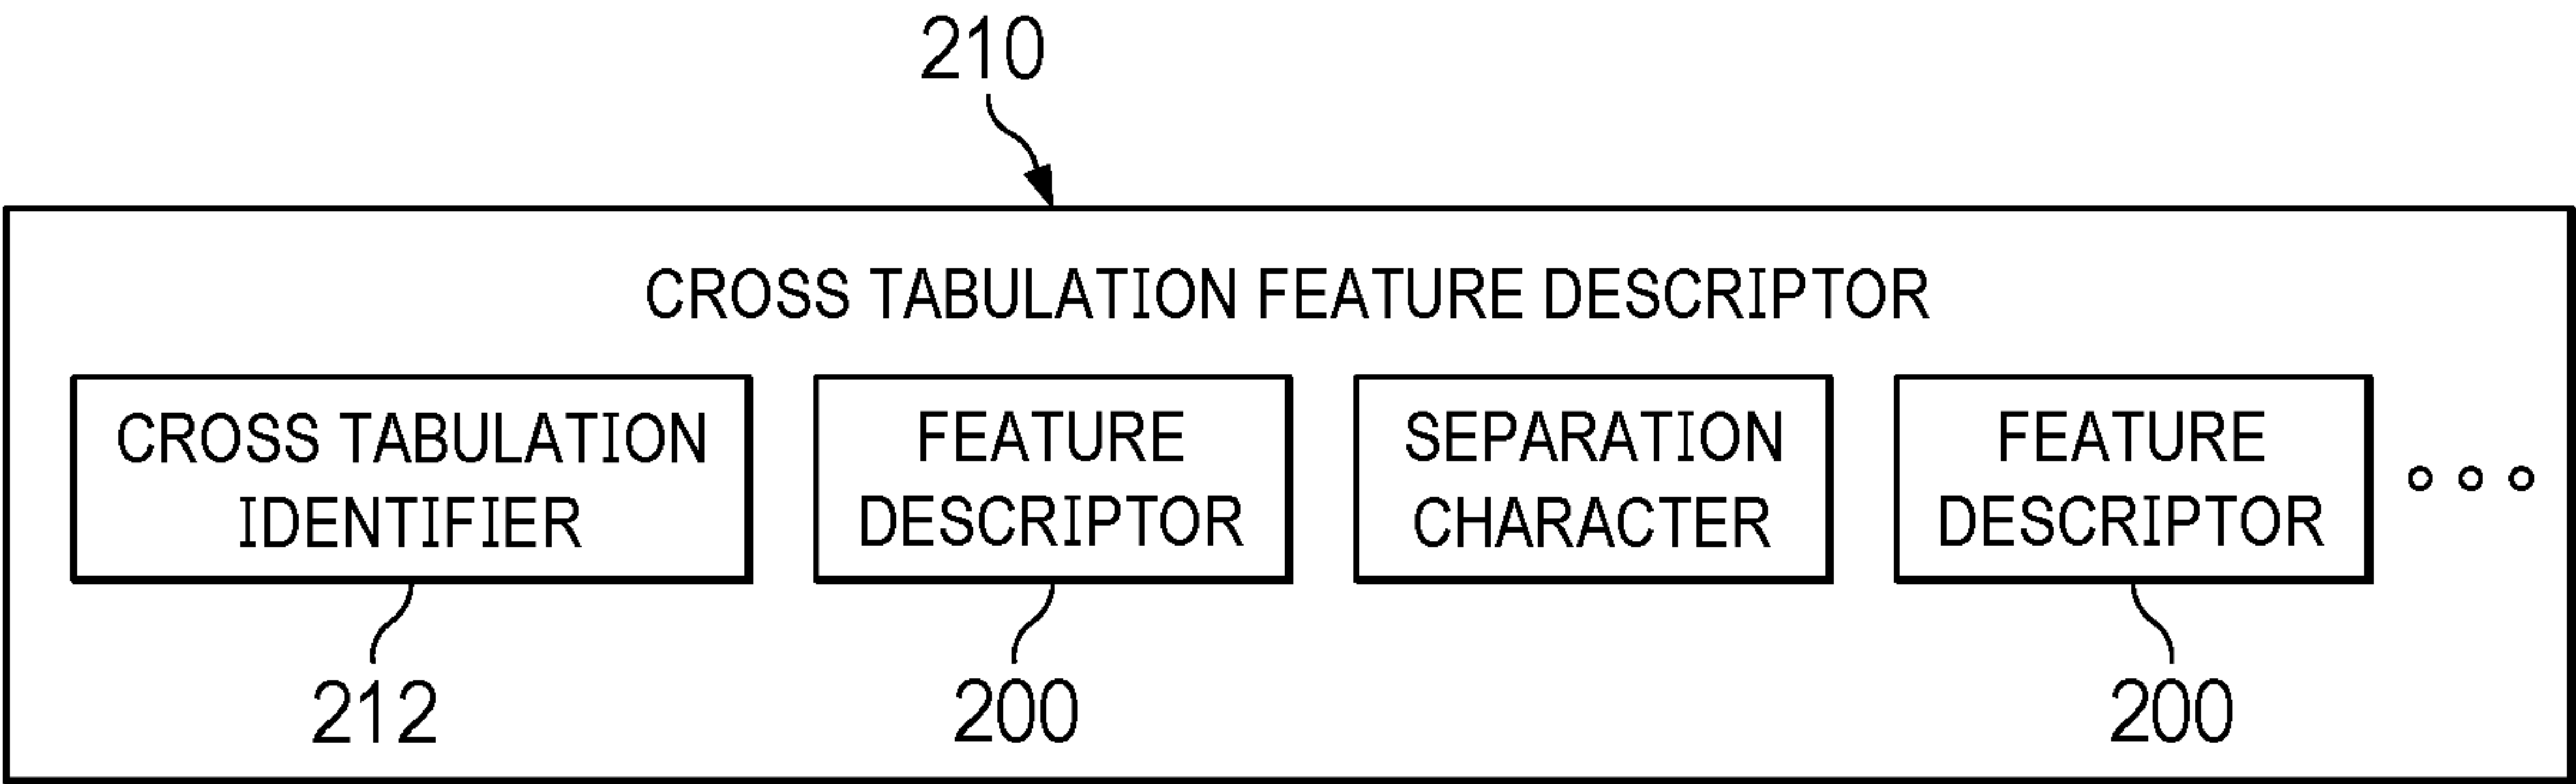 210
CROSS TABULATION FEATURE DESCRIPTOR
CROSS TABULATION
IDENTIFIER
FEATURE
DESCRIPTOR
SEPARATION
CHARACTER
FEATURE
DESCRIPTOR
212
200
200